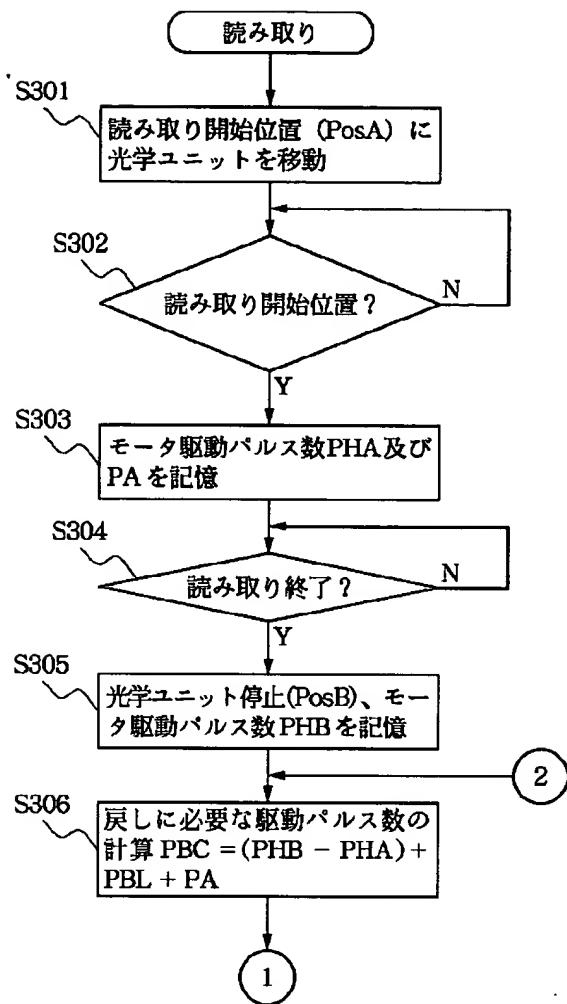 読み取り
S301
読み取り開始位置 (PosA) に
光学ユニットを移動
S302
読み取り開始位置？
N
Y
S303
モータ駆動パルス数PHA及び
PAを記憶
S304
読み取り終了？
N
Y
S305
光学ユニット停止(PosB)、モー
タ駆動パルス数PHBを記憶
2
S306
戻しに必要な駆動パルス数の
計算 PBC = (PHB − PHA) +
PBL + PA
1